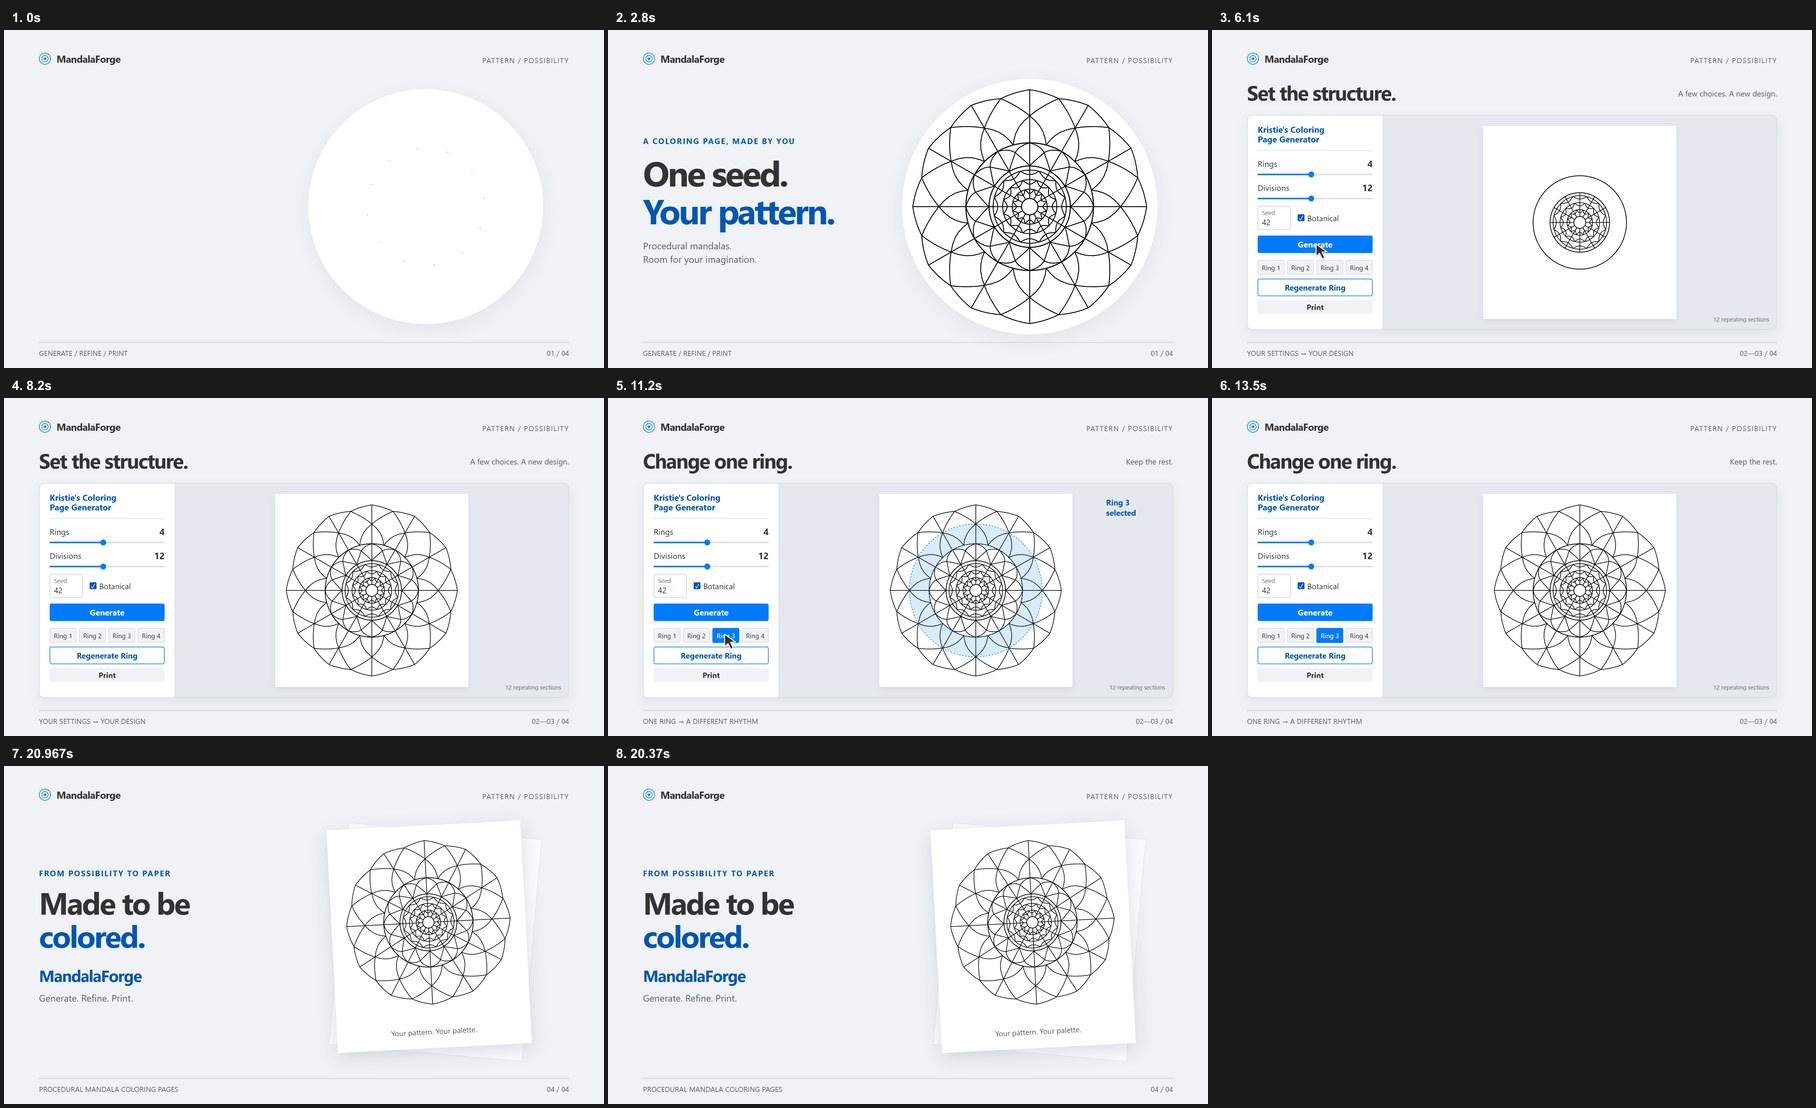 1. 0s
MandalaForge
PATTERN / POSSIBILITY
GENERATE / REFINE / PRINT
01 / 04
2. 2.8s
MandalaForge
PATTERN / POSSIBILITY
A COLORING PAGE, MADE BY YOU
One seed.
Your pattern.
Procedural mandalas.
Room for your imagination.
GENERATE / REFINE / PRINT
01 / 04
3. 6.1s
MandalaForge
PATTERN / POSSIBILITY
Set the structure.
A few choices. A new design.
Kristie's Coloring
Page Generator
Rings 4
Divisions 12
Seed
42
Botanical
Generate
Ring 1 Ring 2 Ring 3 Ring 4
Regenerate Ring
Print
12 repeating sections
YOUR SETTINGS → YOUR DESIGN
02—03 / 04
4. 8.2s
MandalaForge
PATTERN / POSSIBILITY
Set the structure.
A few choices. A new design.
Kristie's Coloring
Page Generator
Rings 4
Divisions 12
Seed
42
Botanical
Generate
Ring 1 Ring 2 Ring 3 Ring 4
Regenerate Ring
Print
12 repeating sections
YOUR SETTINGS → YOUR DESIGN
02—03 / 04
5. 11.2s
MandalaForge
PATTERN / POSSIBILITY
Change one ring.
Keep the rest.
Kristie's Coloring
Page Generator
Rings 4
Divisions 12
Seed
42
Botanical
Generate
Ring 1 Ring 2 Ring 3 Ring 4
Regenerate Ring
Print
Ring 3
selected
12 repeating sections
ONE RING → A DIFFERENT RHYTHM
02—03 / 04
6. 13.5s
MandalaForge
PATTERN / POSSIBILITY
Change one ring.
Keep the rest.
Kristie's Coloring
Page Generator
Rings 4
Divisions 12
Seed
42
Botanical
Generate
Ring 1 Ring 2 Ring 3 Ring 4
Regenerate Ring
Print
12 repeating sections
ONE RING → A DIFFERENT RHYTHM
02—03 / 04
7. 20.967s
MandalaForge
PATTERN / POSSIBILITY
FROM POSSIBILITY TO PAPER
Made to be
colored.
MandalaForge
Generate. Refine. Print.
Your pattern. Your palette.
PROCEDURAL MANDALA COLORING PAGES
04 / 04
8. 20.37s
MandalaForge
PATTERN / POSSIBILITY
FROM POSSIBILITY TO PAPER
Made to be
colored.
MandalaForge
Generate. Refine. Print.
Your pattern. Your palette.
PROCEDURAL MANDALA COLORING PAGES
04 / 04